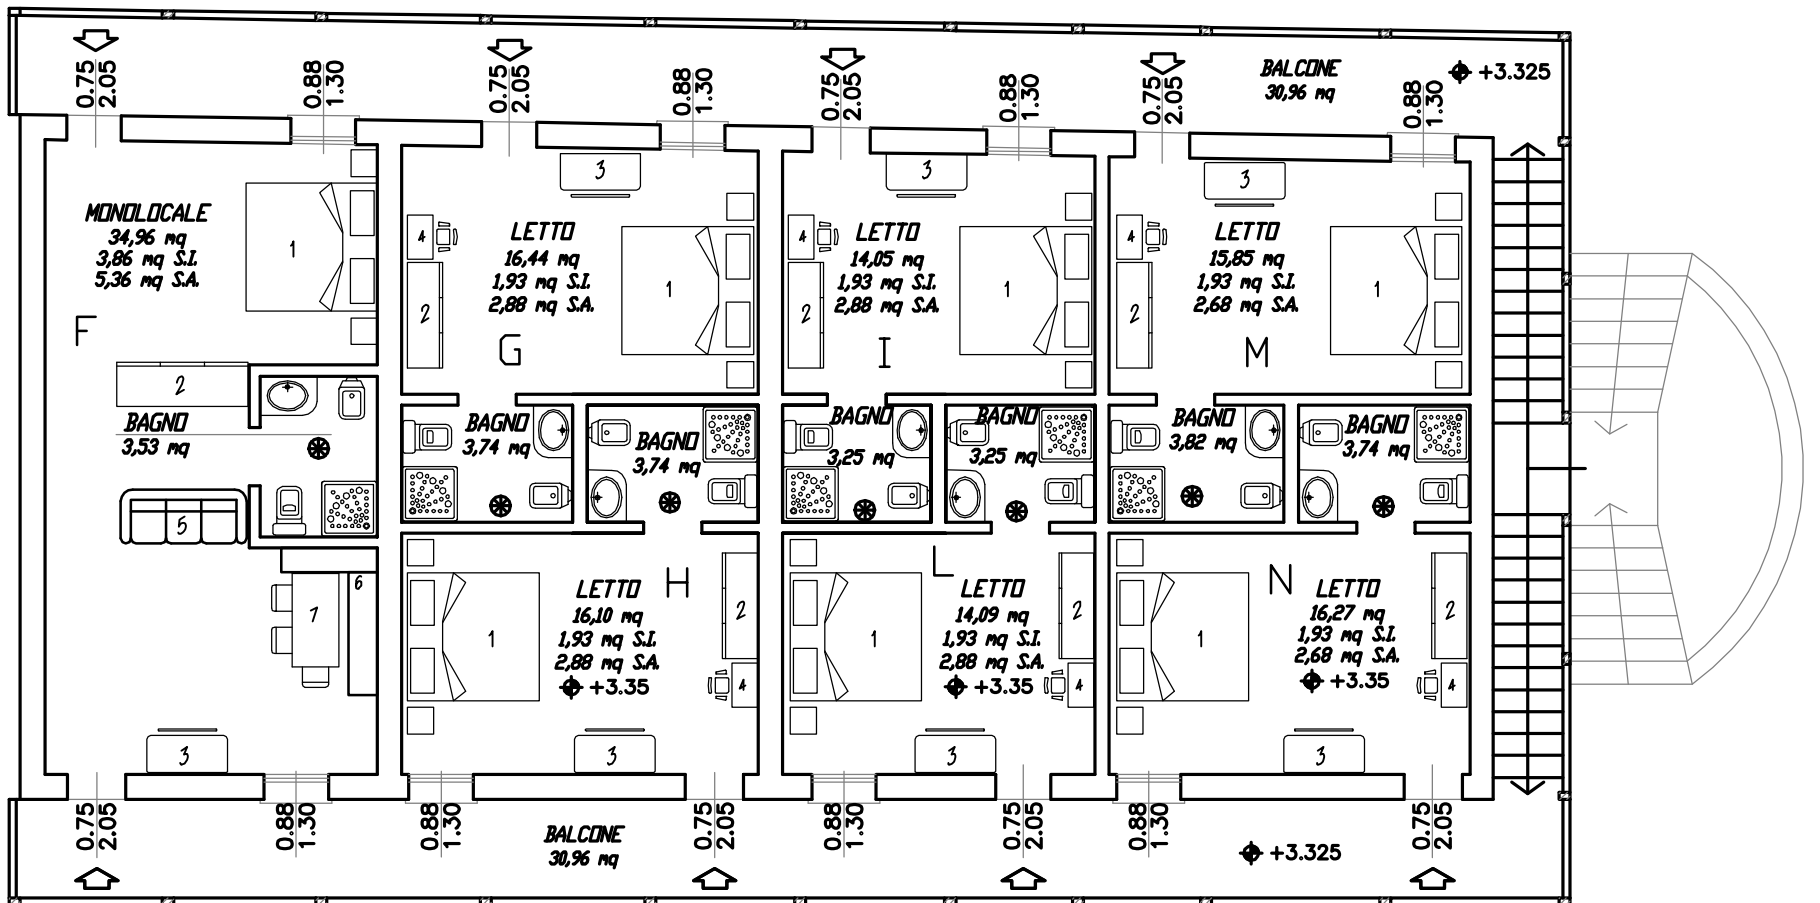 0.75
2.05
0.88
1.30
0.75
2.05
0.88
1.30
0.75
2.05
0.88
1.30
0.75
2.05
BALCONE
30,96 mq
+3.325
0.88
1.30
MONOLOCALE
34,96 mq
3,86 mq S.I.
5,36 mq S.A.
F
1
2
BAGNO
3,53 mq
5
6
7
3
3
4
LETTO
16,44 mq
1,93 mq S.I.
2,88 mq S.A.
G
2
1
3
4
LETTO
14,05 mq
1,93 mq S.I.
2,88 mq S.A.
I
2
1
3
4
LETTO
15,85 mq
1,93 mq S.I.
2,68 mq S.A.
M
2
1
BAGNO
3,74 mq
BAGNO
3,74 mq
BAGNO
3,25 mq
BAGNO
3,25 mq
BAGNO
3,82 mq
BAGNO
3,74 mq
1
LETTO
16,10 mq
1,93 mq S.I.
2,88 mq S.A.
+3.35
H
2
4
3
1
L
LETTO
14,09 mq
1,93 mq S.I.
2,88 mq S.A.
+3.35
2
4
3
1
N
LETTO
16,27 mq
1,93 mq S.I.
2,68 mq S.A.
+3.35
2
4
3
0.75
2.05
0.88
1.30
0.88
1.30
BALCONE
30,96 mq
0.75
2.05
0.88
1.30
0.75
2.05
0.88
1.30
+3.325
0.75
2.05